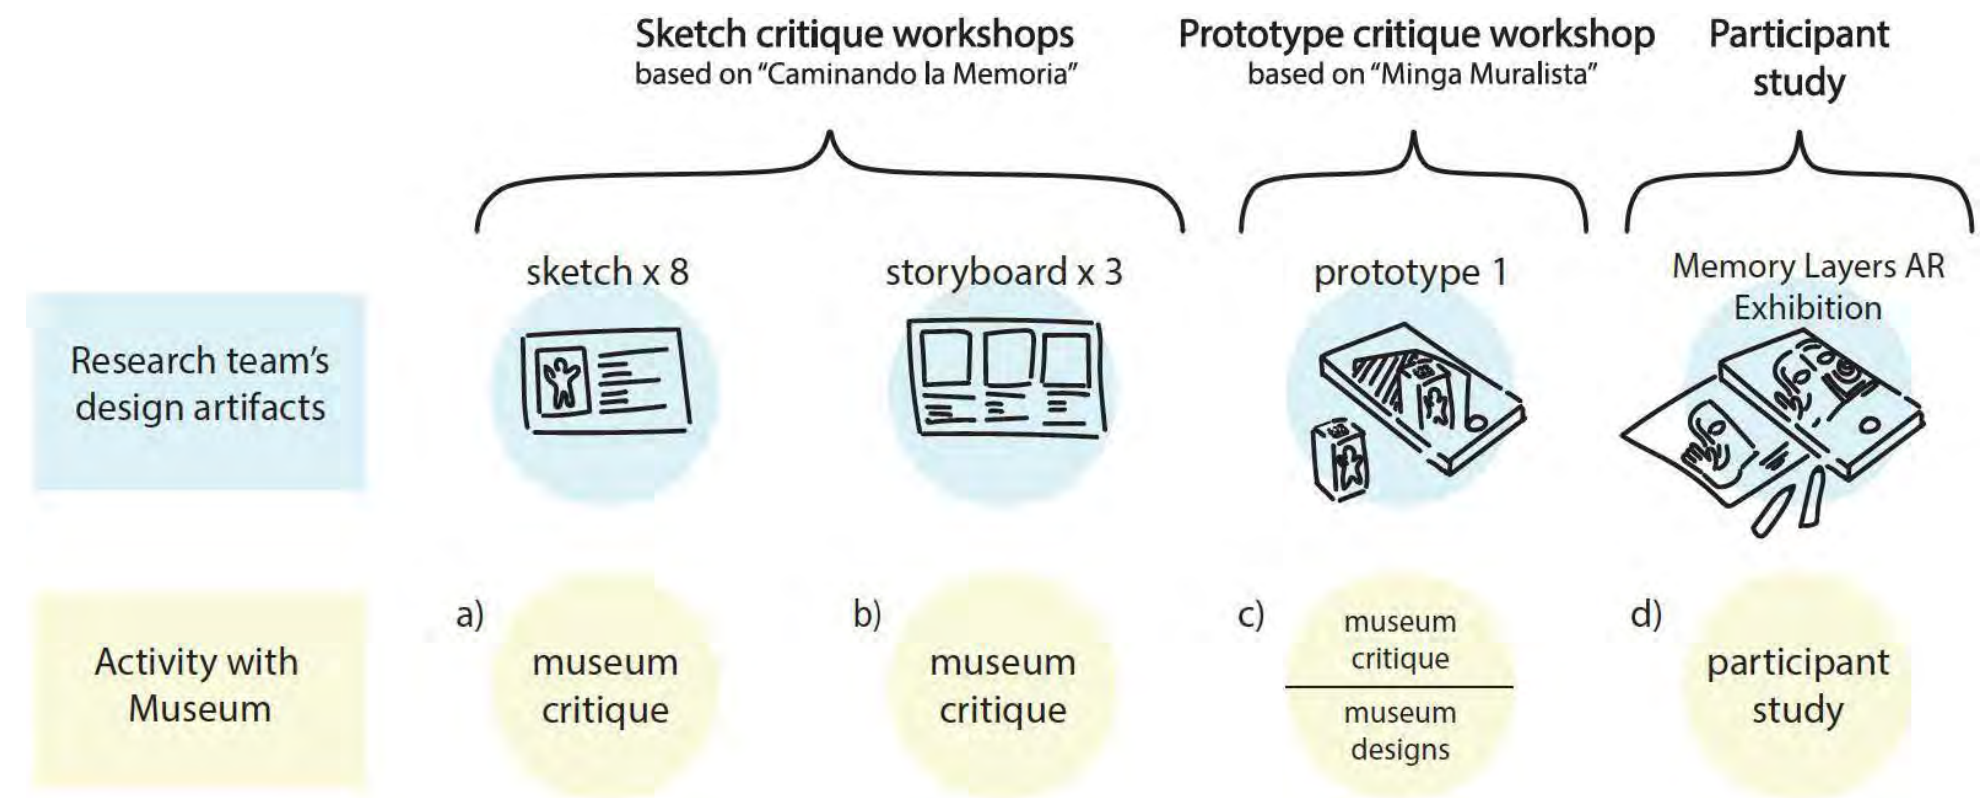 Sketch critique workshops
based on “Caminando la Memoria”
Prototype critique workshop
based on “Minga Muralista”
Participant
study
sketch x 8
storyboard x 3
prototype 1
Memory Layers AR
Exhibition
Research team’s
design artifacts
Activity with
Museum
a)
museum
critique
b)
museum
critique
c)
museum
critique
museum
designs
d)
participant
study